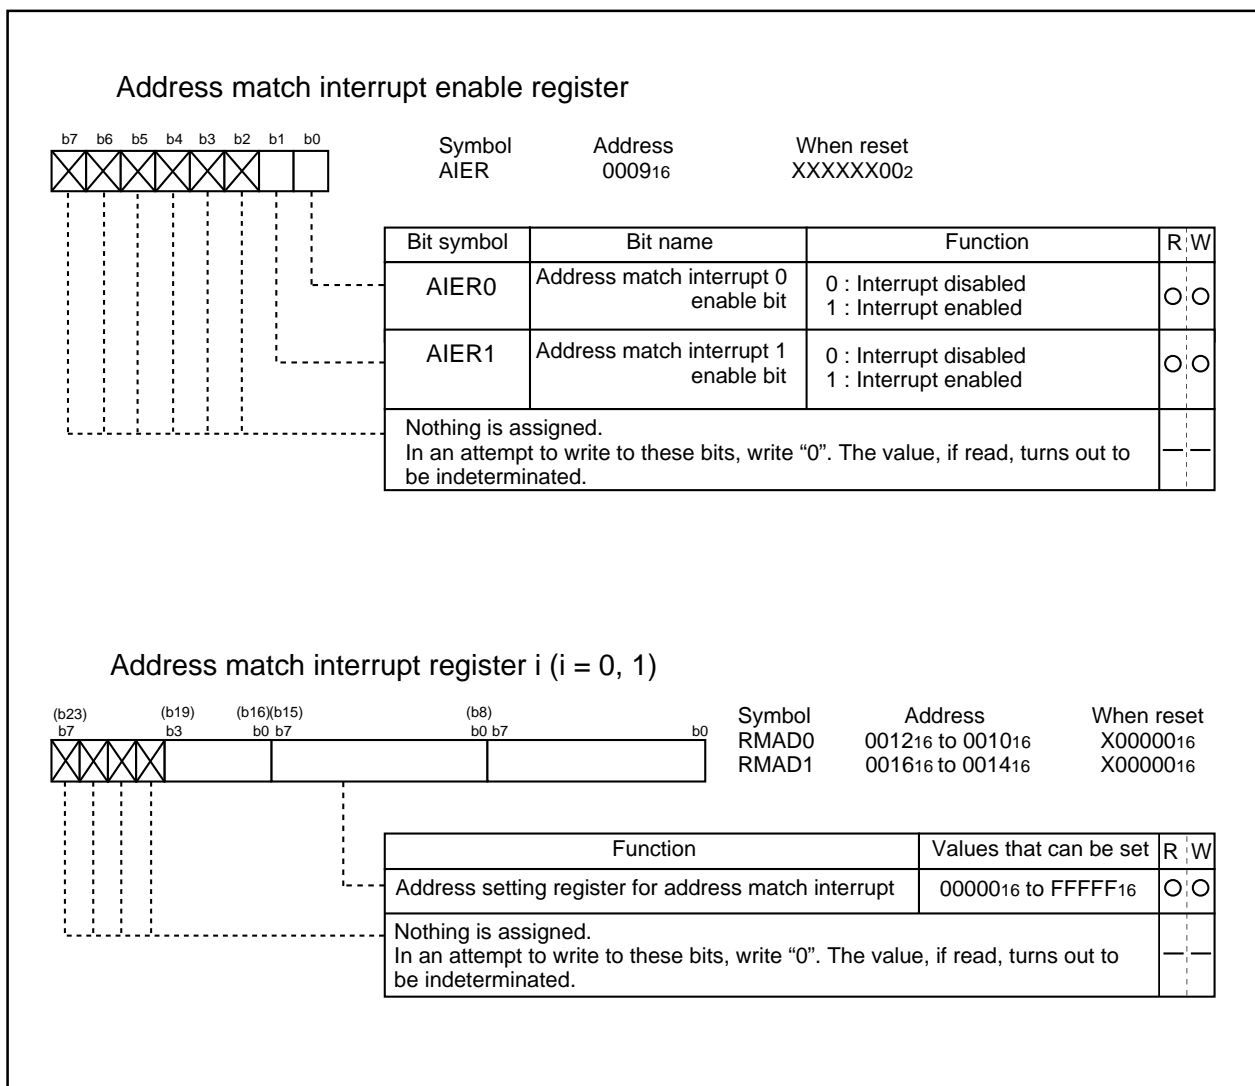 Address match interrupt enable register
b7 b6 b5 b4 b3 b2 b1 b0
Symbol Address When reset
AIER 000916 XXXXXX002
Bit symbol Bit name Function R W
AIER0 Address match interrupt 0 enable bit 0 : Interrupt disabled
1 : Interrupt enabled
AIER1 Address match interrupt 1 enable bit 0 : Interrupt disabled
1 : Interrupt enabled
Nothing is assigned.
In an attempt to write to these bits, write “0”. The value, if read, turns out to
be indeterminated.
Address match interrupt register i (i = 0, 1)
(b23) (b19) (b16)(b15) (b8)
b7 b3 b0 b7 b0 b7 b0
Symbol Address When reset
RMAD0 001216 to 001016 X0000016
RMAD1 001616 to 001416 X0000016
Function Values that can be set R W
Address setting register for address match interrupt 0000016 to FFFFF16
Nothing is assigned.
In an attempt to write to these bits, write “0”. The value, if read, turns out to
be indeterminated.